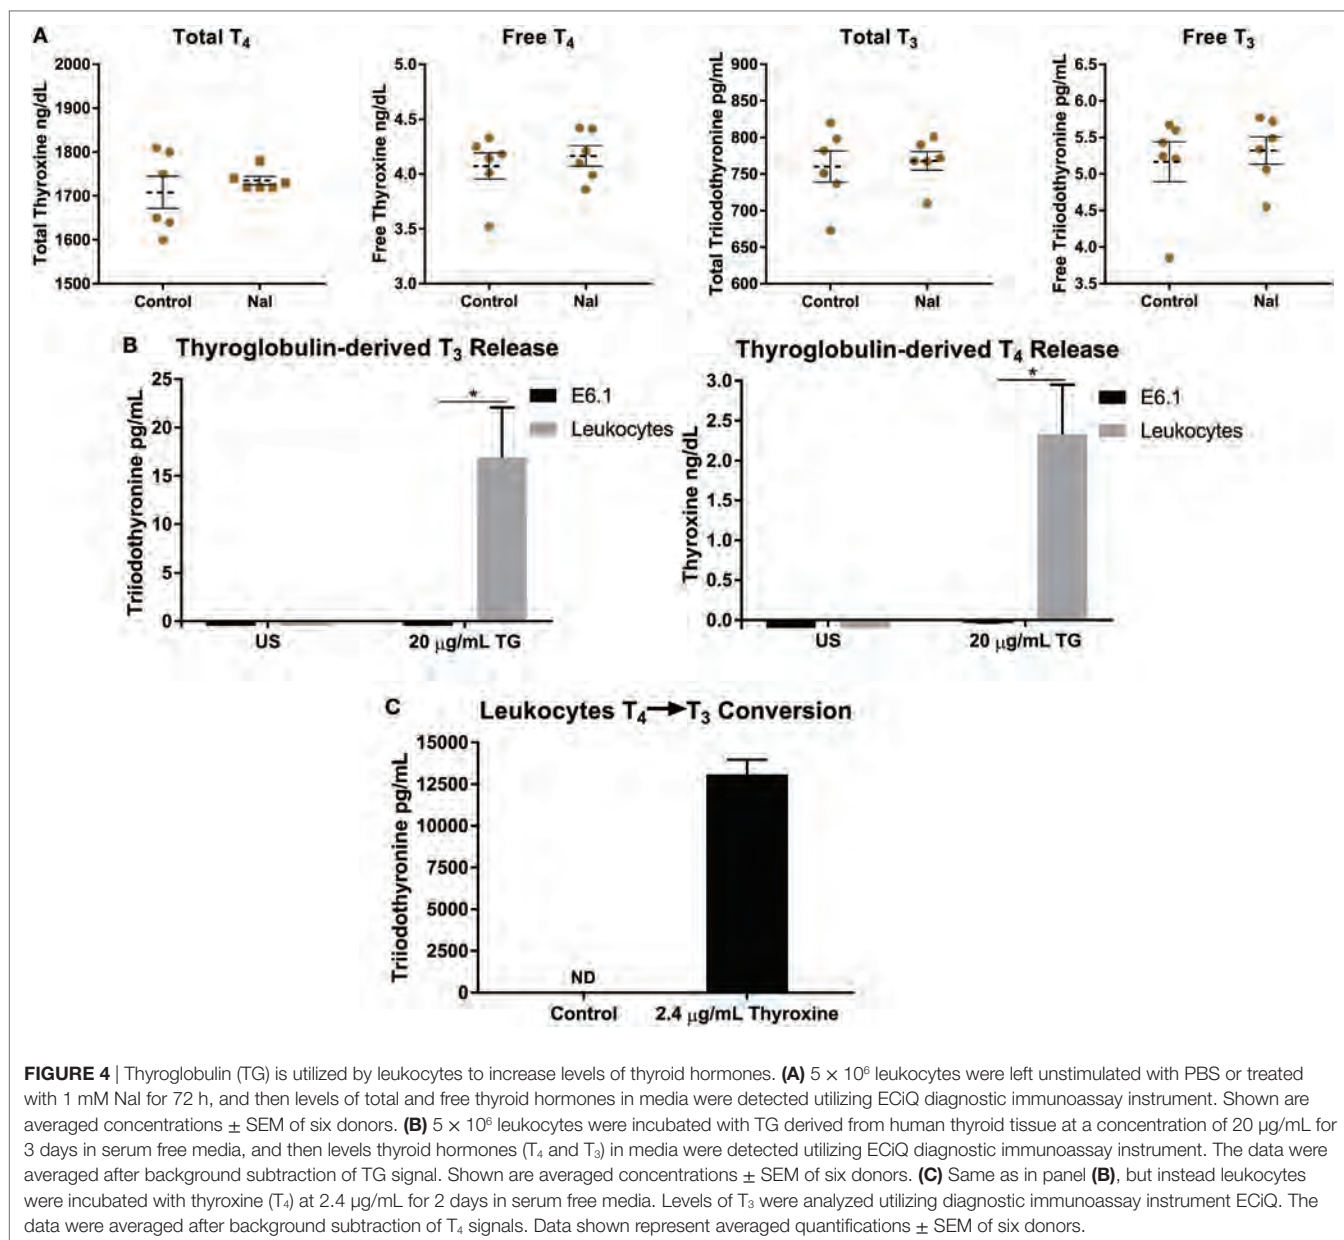 A
Total T₄
Total Thyroxine ng/dL
2000
1900
1800
1700
1600
1500
Control
NaI
Free T₄
Free Thyroxine ng/dL
5.0
4.5
4.0
3.5
3.0
Control
NaI
Total T₃
Total Triiodothyronine pg/mL
900
850
800
750
700
650
600
Control
NaI
Free T₃
Free Triiodothyronine pg/mL
6.5
6.0
5.5
5.0
4.5
4.0
3.5
Control
NaI
B
Thyroglobulin-derived T₃ Release
Triiodothyronine pg/mL
25
20
15
10
5
0
*
E6.1
Leukocytes
US
20 µg/mL TG
Thyroglobulin-derived T₄ Release
Thyroxine ng/dL
3.0
2.5
2.0
1.5
1.0
0.5
0.0
*
E6.1
Leukocytes
US
20 µg/mL TG
C
Leukocytes T₄→T₃ Conversion
Triiodothyronine pg/mL
15000
12500
10000
7500
5000
2500
0
ND
Control
2.4 µg/mL Thyroxine
FIGURE 4 | Thyroglobulin (TG) is utilized by leukocytes to increase levels of thyroid hormones. (A) 5 × 10⁶ leukocytes were left unstimulated with PBS or treated
with 1 mM NaI for 72 h, and then levels of total and free thyroid hormones in media were detected utilizing ECiQ diagnostic immunoassay instrument. Shown are
averaged concentrations ± SEM of six donors. (B) 5 × 10⁶ leukocytes were incubated with TG derived from human thyroid tissue at a concentration of 20 µg/mL for
3 days in serum free media, and then levels thyroid hormones (T₄ and T₃) in media were detected utilizing ECiQ diagnostic immunoassay instrument. The data were
averaged after background subtraction of TG signal. Shown are averaged concentrations ± SEM of six donors. (C) Same as in panel (B), but instead leukocytes
were incubated with thyroxine (T₄) at 2.4 µg/mL for 2 days in serum free media. Levels of T₃ were analyzed utilizing diagnostic immunoassay instrument ECiQ. The
data were averaged after background subtraction of T₄ signals. Data shown represent averaged quantifications ± SEM of six donors.